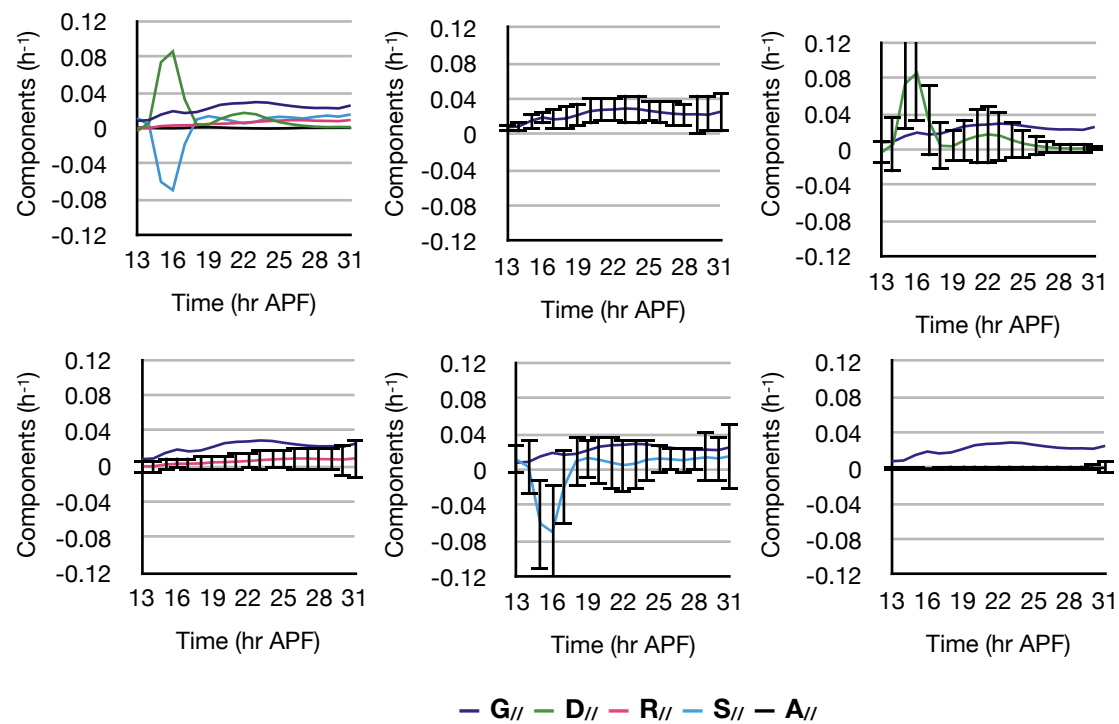 Components (h⁻¹)
0.12
0.08
0.04
0
-0.04
-0.08
-0.12
13 16 19 22 25 28 31
Time (hr APF)
Components (h⁻¹)
0.12
0.08
0.04
0
-0.04
-0.08
-0.12
13 16 19 22 25 28 31
Time (hr APF)
Components (h⁻¹)
0.12
0.08
0.04
0
-0.04
-0.08
-0.12
13 16 19 22 25 28 31
Time (hr APF)
Components (h⁻¹)
0.12
0.08
0.04
0
-0.04
-0.08
-0.12
13 16 19 22 25 28 31
Time (hr APF)
Components (h⁻¹)
0.12
0.08
0.04
0
-0.04
-0.08
-0.12
13 16 19 22 25 28 31
Time (hr APF)
Components (h⁻¹)
0.12
0.08
0.04
0
-0.04
-0.08
-0.12
13 16 19 22 25 28 31
Time (hr APF)
G// D// R// S// A//